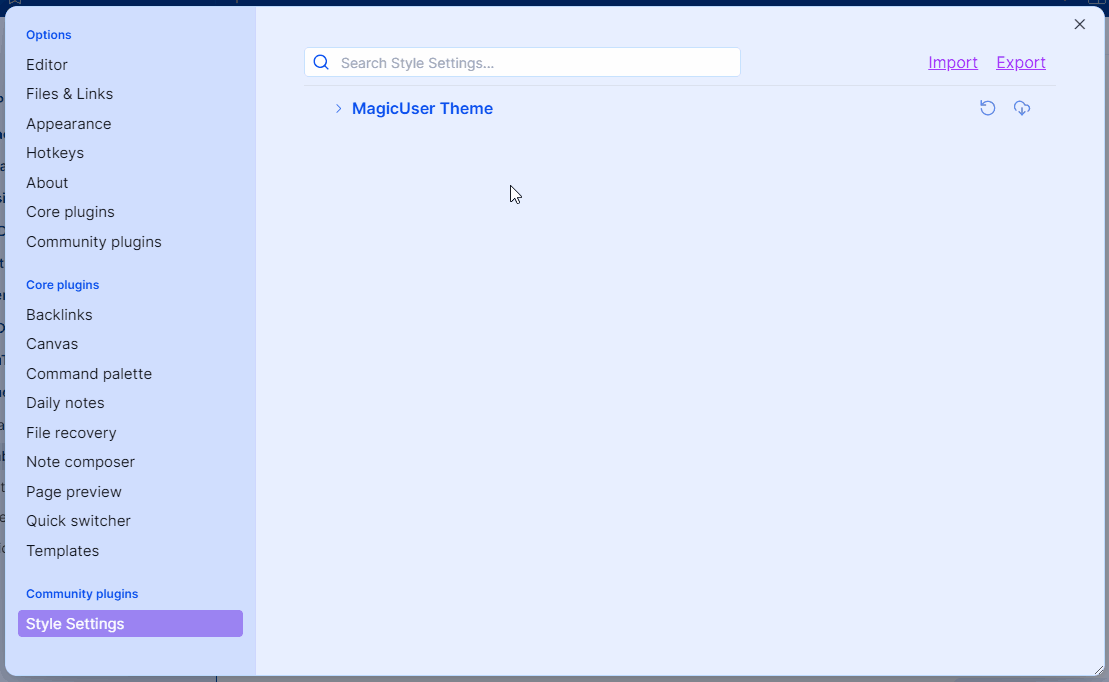 Options
Editor
Files & Links
Appearance
Hotkeys
About
Core plugins
Community plugins
Core plugins
Backlinks
Canvas
Command palette
Daily notes
File recovery
Note composer
Page preview
Quick switcher
Templates
Community plugins
Style Settings
Search Style Settings...
Import Export
MagicUser Theme